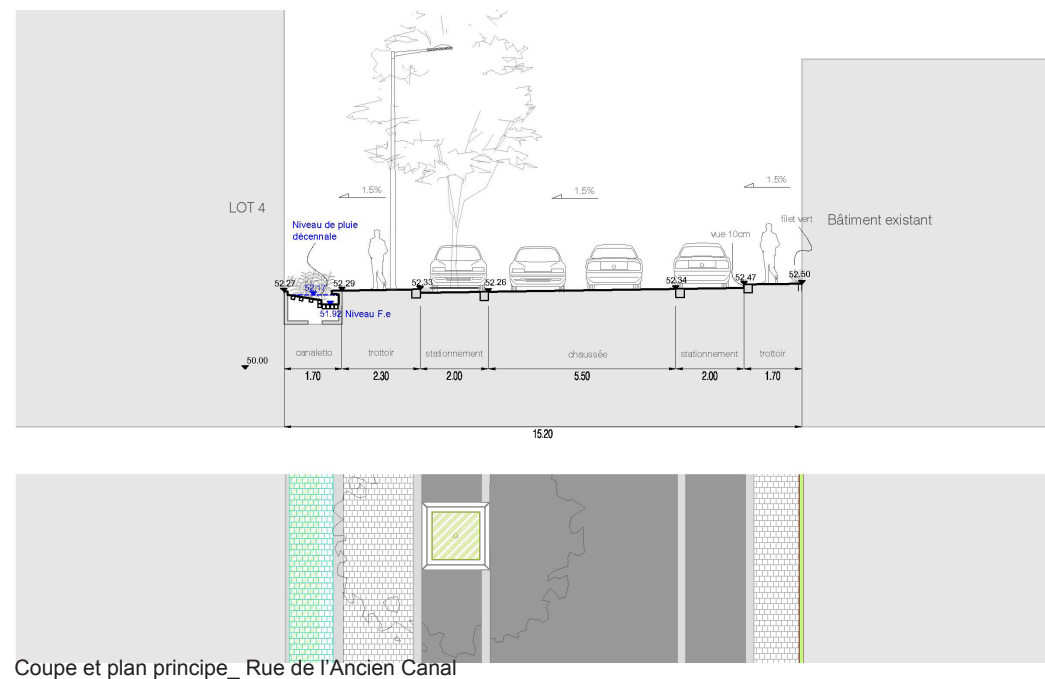 1.5%
1.5%
1.5%
LOT 4
filet vert
Bâtiment existant
Niveau de pluie
décennale
vue 10cm
52.27
52.17
52.29
52.33
52.26
52.34
52.47
52.50
51.92 Niveau F.e
50.00
canaletto
trottoir
stationnement
chaussée
stationnement
trottoir
1.70
2.30
2.00
5.50
2.00
1.70
15.20
Coupe et plan principe_ Rue de l'Ancien Canal